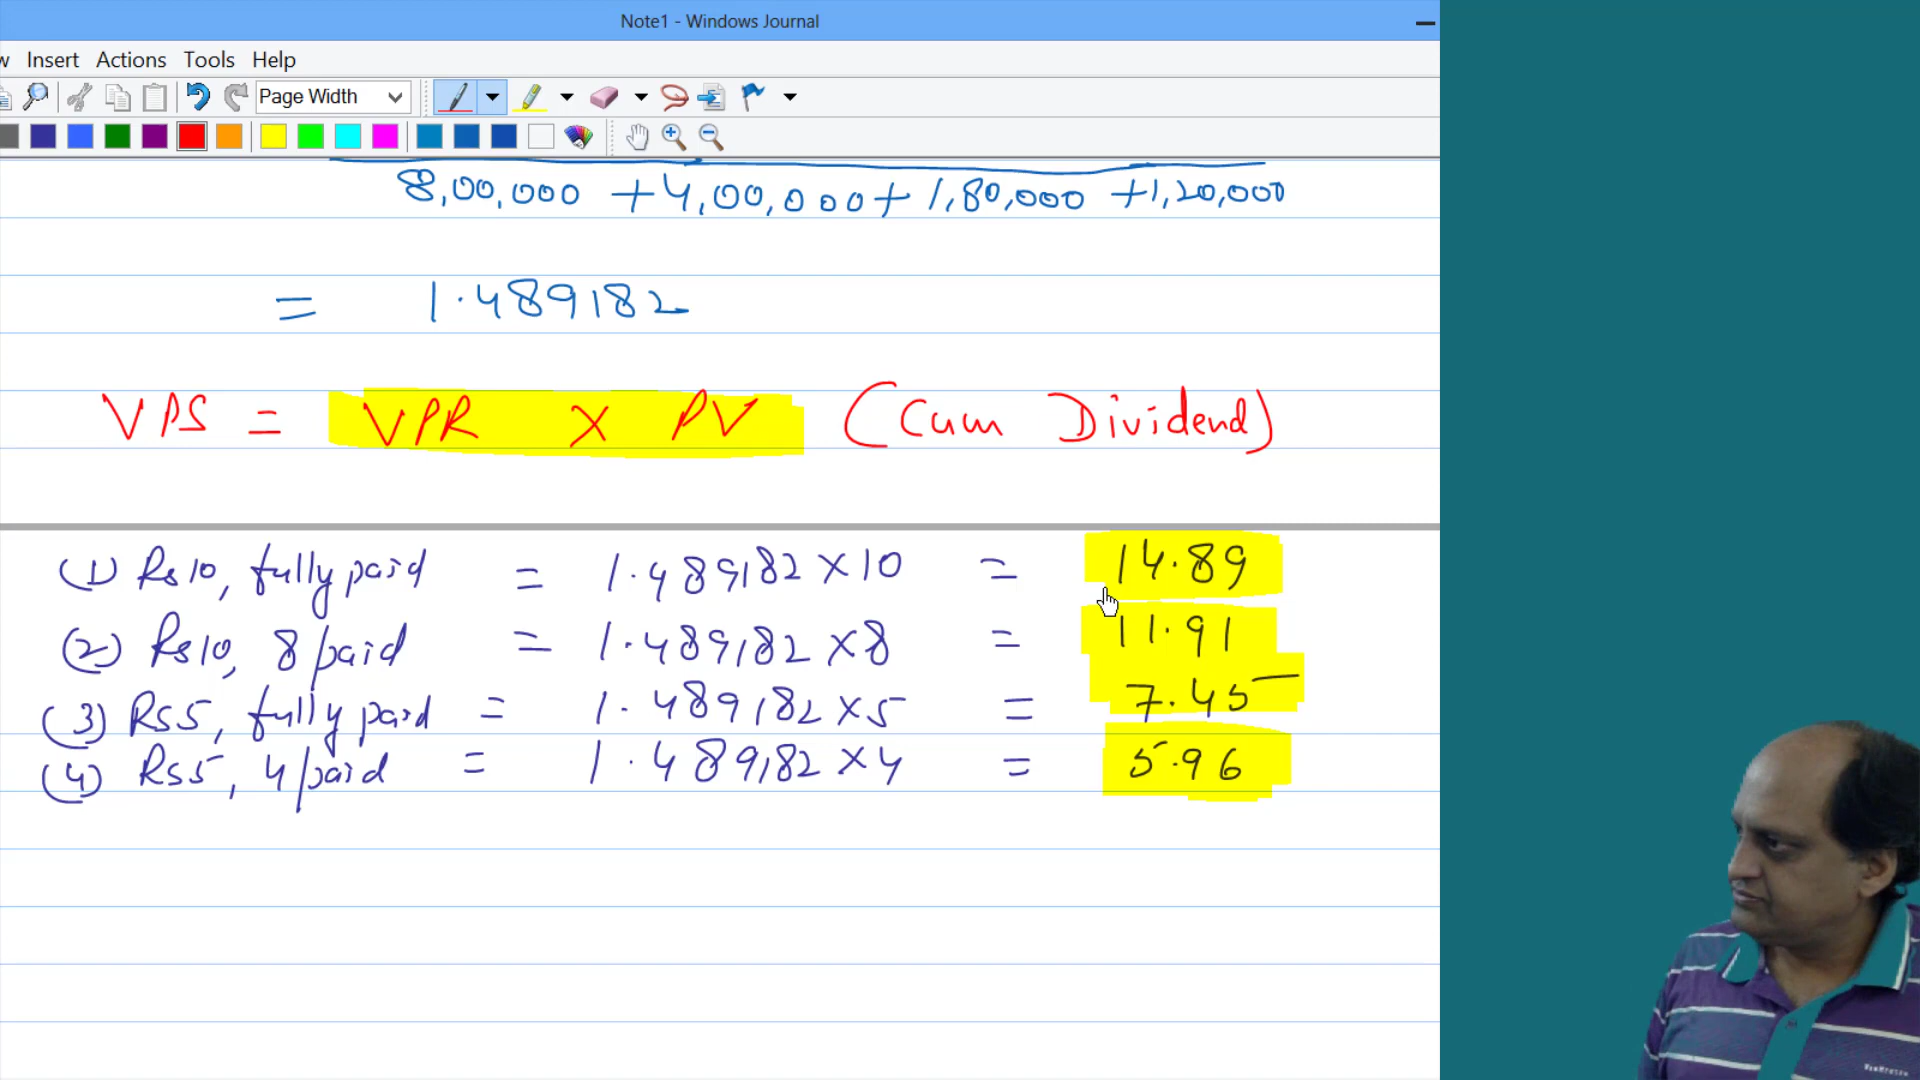 Note1 - Windows Journal
w Insert Actions Tools Help
Page Width
8,00,000 + 4,00,000 + 1,80,000 + 1,20,000
= 1.489182
VPS = VPR X PV (Cum Dividend)
(1) Rs10, fully paid = 1.489182 X 10 = 14.89
(2) Rs10, 8/paid = 1.489182 X 8 = 11.91
(3) Rs5, fully paid = 1.489182 X 5 = 7.45
(4) Rs5, 4/paid = 1.489182 X 4 = 5.96